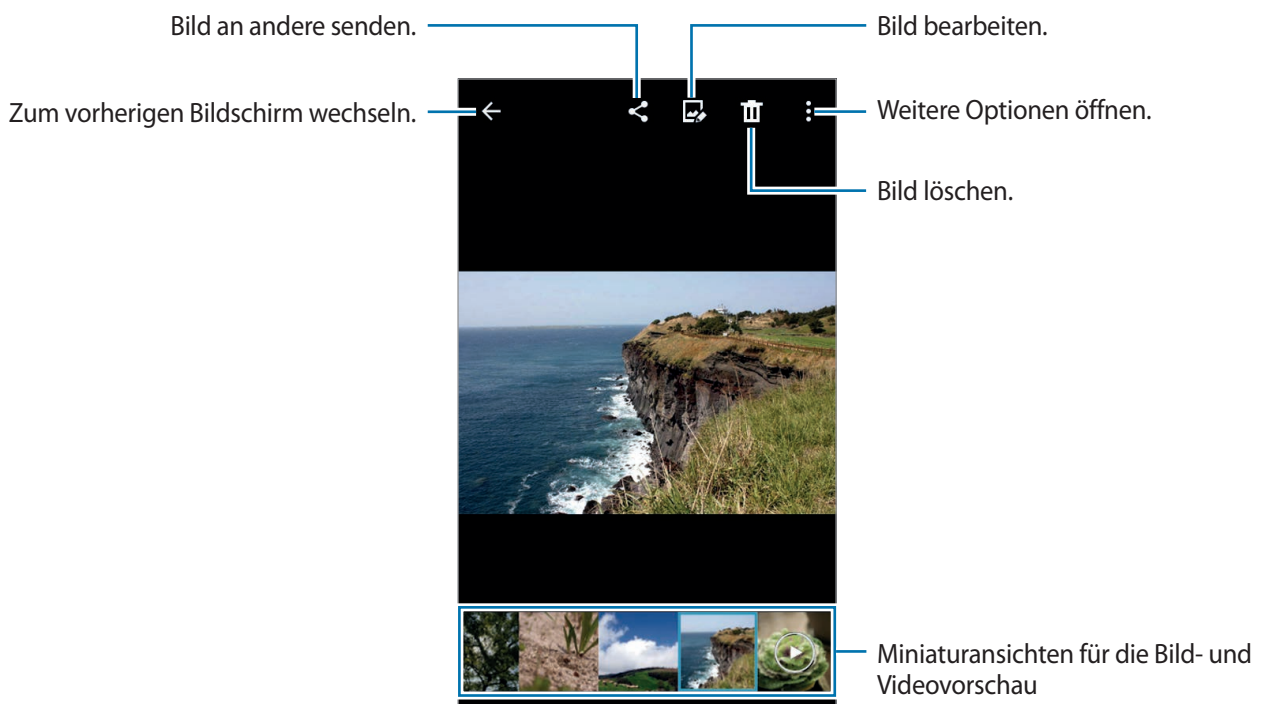 Bild an andere senden.
Bild bearbeiten.
Zum vorherigen Bildschirm wechseln.
Weitere Optionen öffnen.
Bild löschen.
Miniaturansichten für die Bild- und
Videovorschau